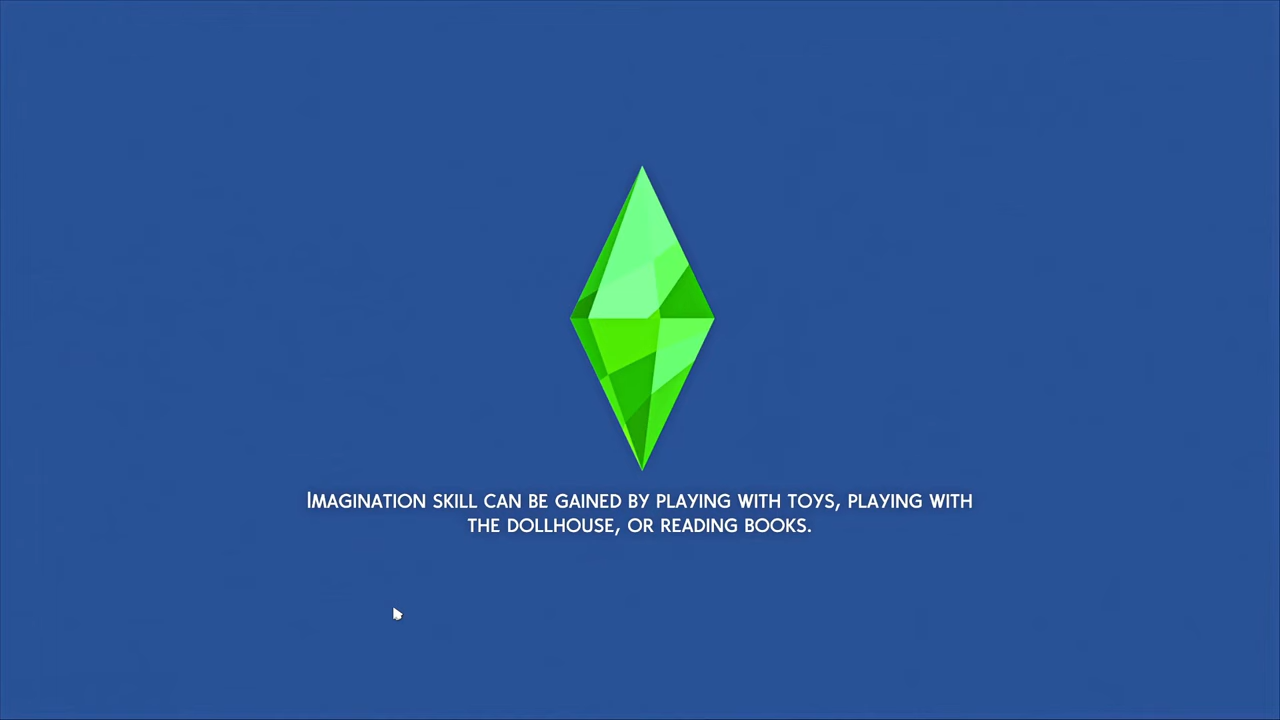 Imagination skill can be gained by playing with toys, playing with
the dollhouse, or reading books.